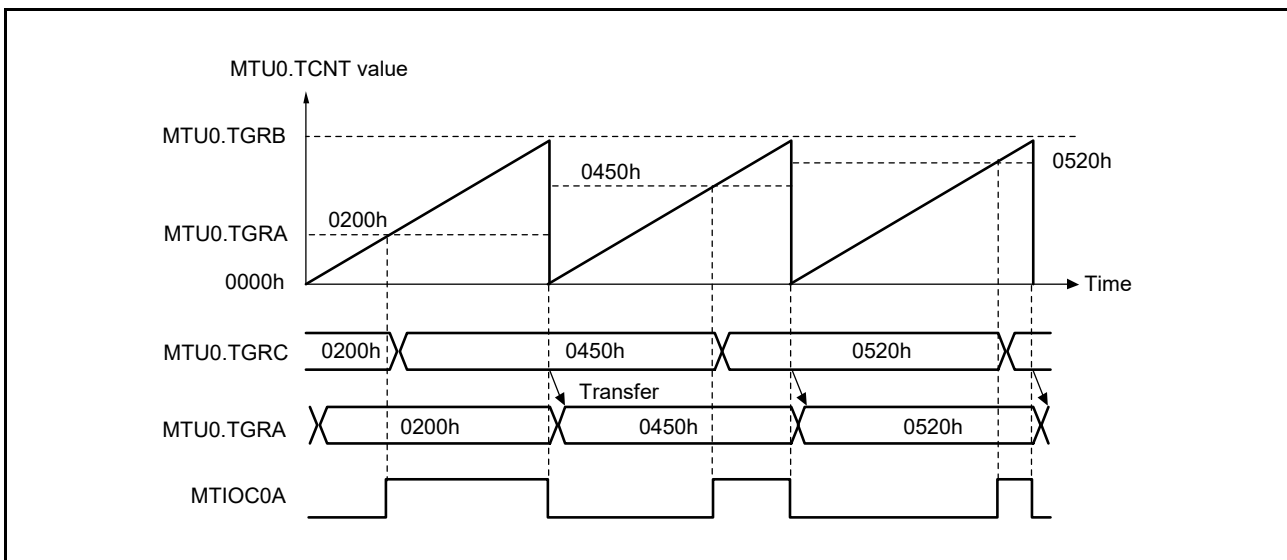 MTU0.TCNT value
MTU0.TGRB
0520h
0450h
0200h
MTU0.TGRA
0000h
Time
MTU0.TGRC 0200h 0450h 0520h
Transfer
MTU0.TGRA 0200h 0450h 0520h
MTIOC0A